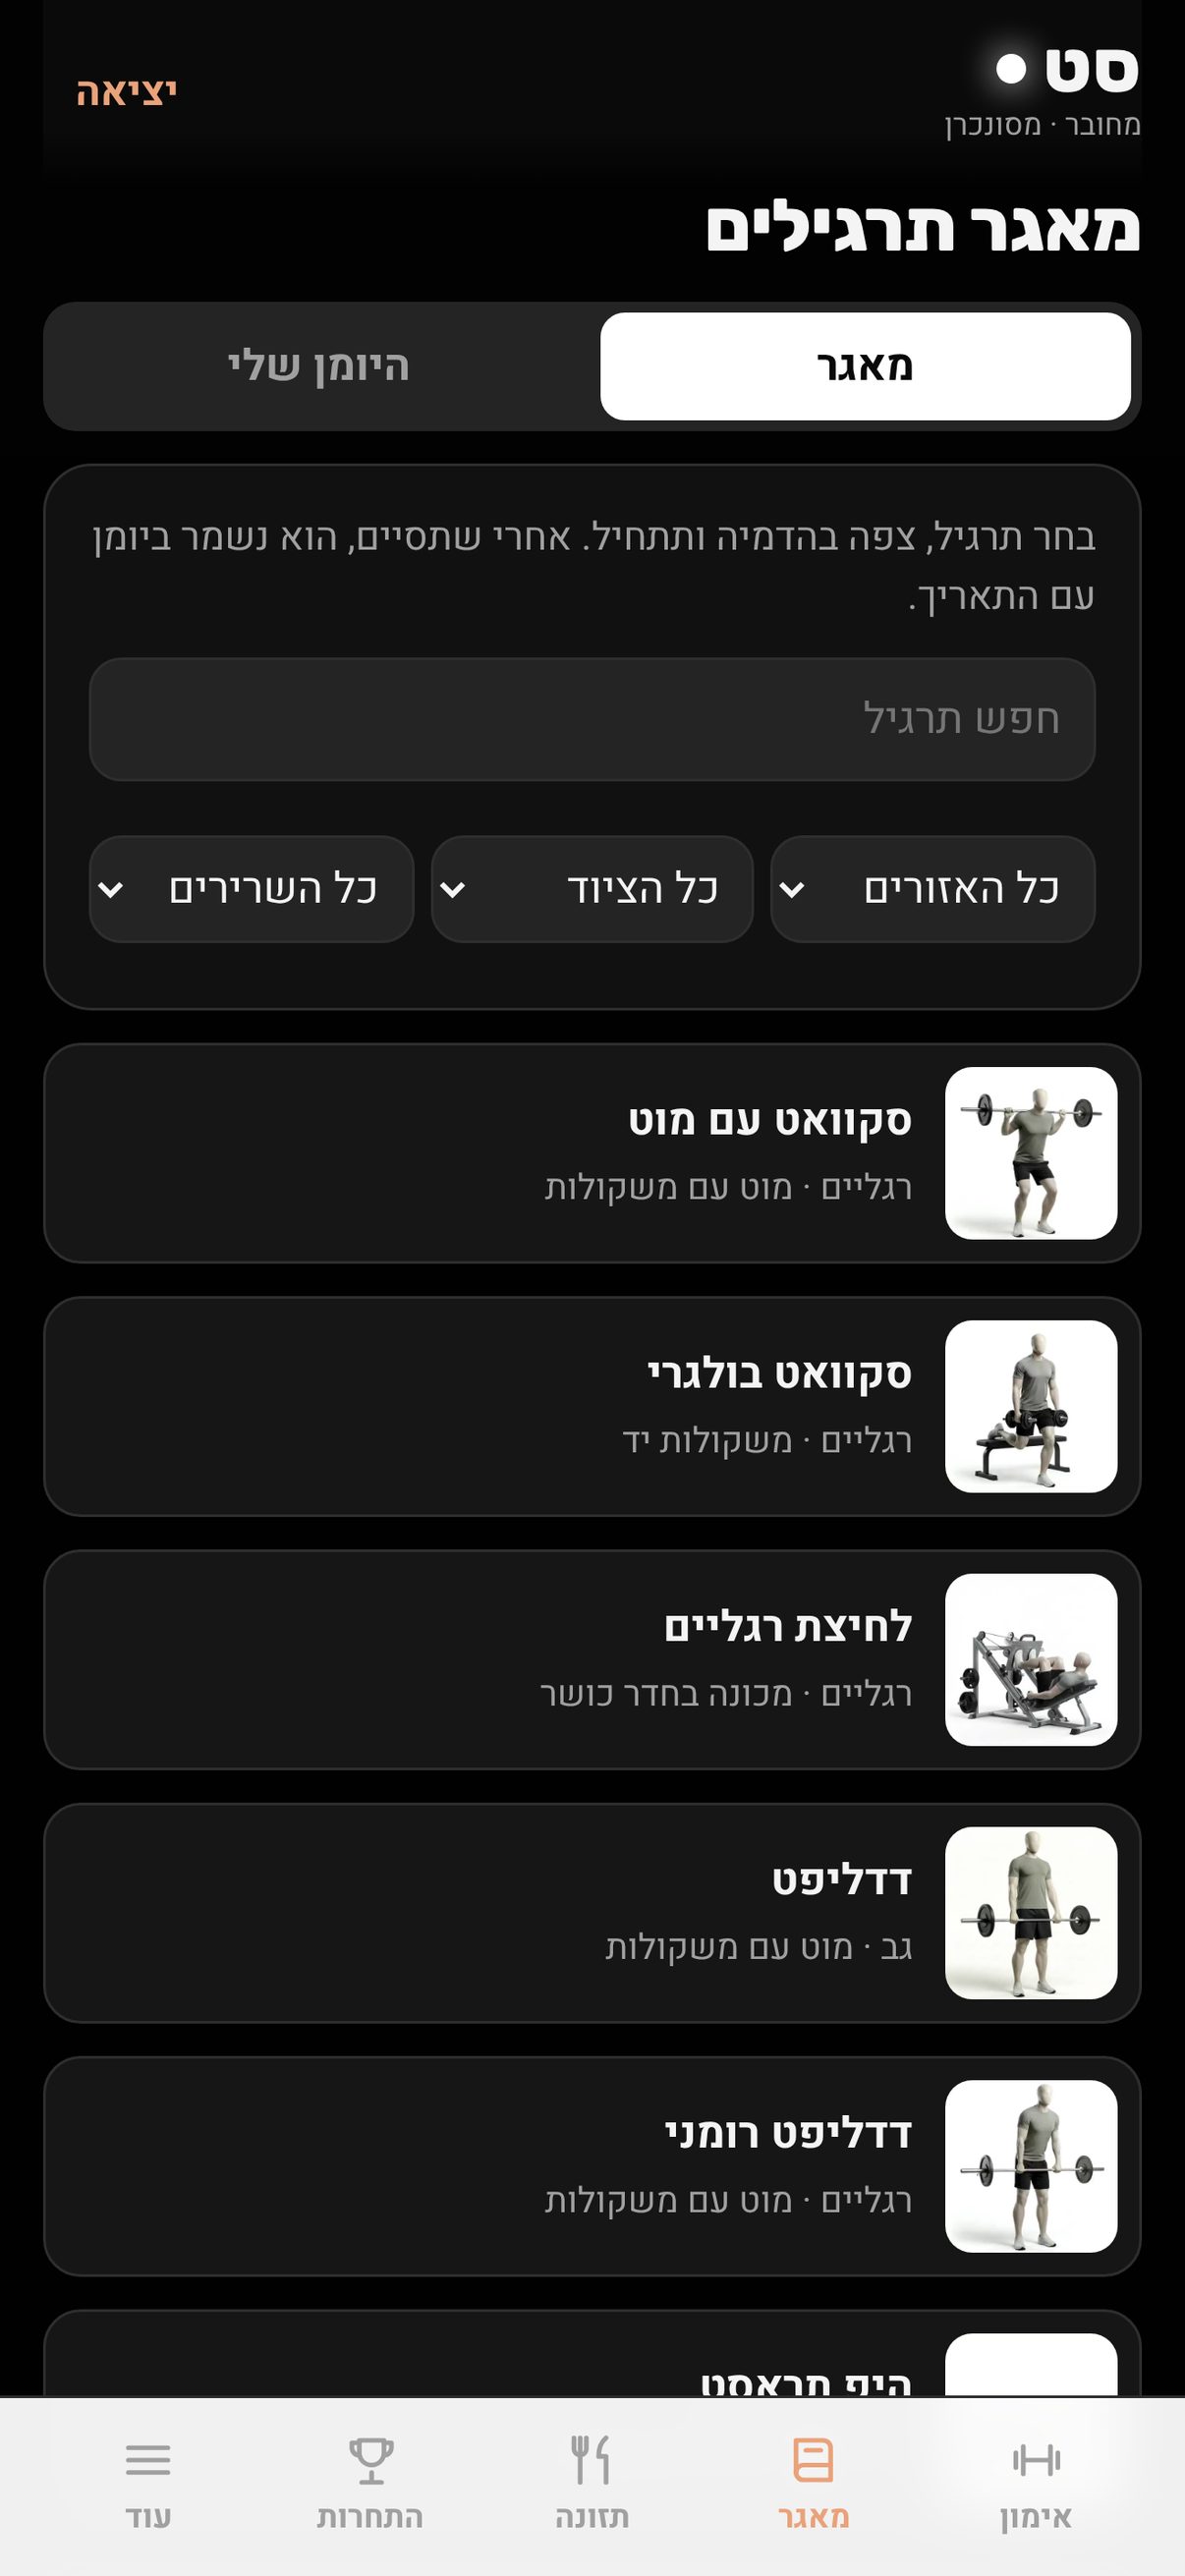 סט
יציאה
מחובר · מסונכרן
מאגר תרגילים
מאגר
היומן שלי
בחר תרגיל, צפה בהדמיה ותתחיל. אחרי שתסיים, הוא נשמר ביומן
עם התאריך.
חפש תרגיל
כל האזורים
כל הציוד
כל השרירים
סקוואט עם מוט
רגליים · מוט עם משקולות
סקוואט בולגרי
רגליים · משקולות יד
לחיצת רגליים
רגליים · מכונה בחדר כושר
דדליפט
גב · מוט עם משקולות
דדליפט רומני
רגליים · מוט עם משקולות
היפ תראסט
אימון
מאגר
תזונה
התחרות
עוד